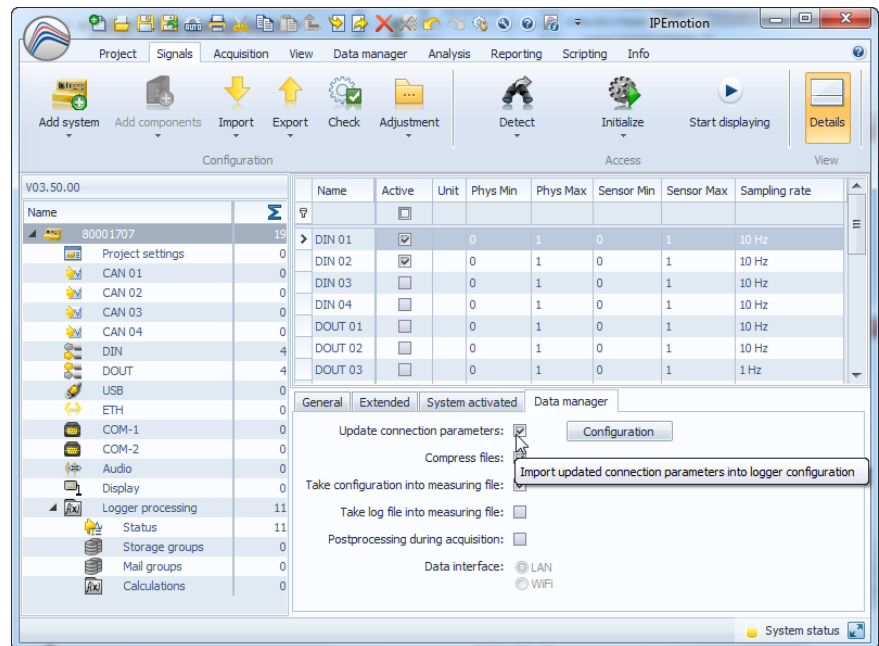 IPEmotion
Project Signals Acquisition View Data manager Analysis Reporting Scripting Info
Add system Add components Import Export Check Adjustment Detect Initialize Start displaying Details
Configuration Access View
V03.50.00
Name Σ
80001707 19
Project settings 0
CAN 01 0
CAN 02 0
CAN 03 0
CAN 04 0
DIN 4
DOUT 4
USB 0
ETH 0
COM-1 0
COM-2 0
Audio 0
Display 0
Logger processing 11
Status 11
Storage groups 0
Mail groups 0
Calculations 0
Name Active Unit Phys Min Phys Max Sensor Min Sensor Max Sampling rate
DIN 01 0 1 0 1 10 Hz
DIN 02 0 1 0 1 10 Hz
DIN 03 0 1 0 1 10 Hz
DIN 04 0 1 0 1 10 Hz
DOUT 01 0 1 0 1 10 Hz
DOUT 02 0 1 0 1 10 Hz
DOUT 03 0 1 0 1 1 Hz
General Extended System activated Data manager
Update connection parameters: Configuration
Compress files:
Import updated connection parameters into logger configuration
Take configuration into measuring file:
Take log file into measuring file:
Postprocessing during acquisition:
Data interface: LAN
WiFi
System status